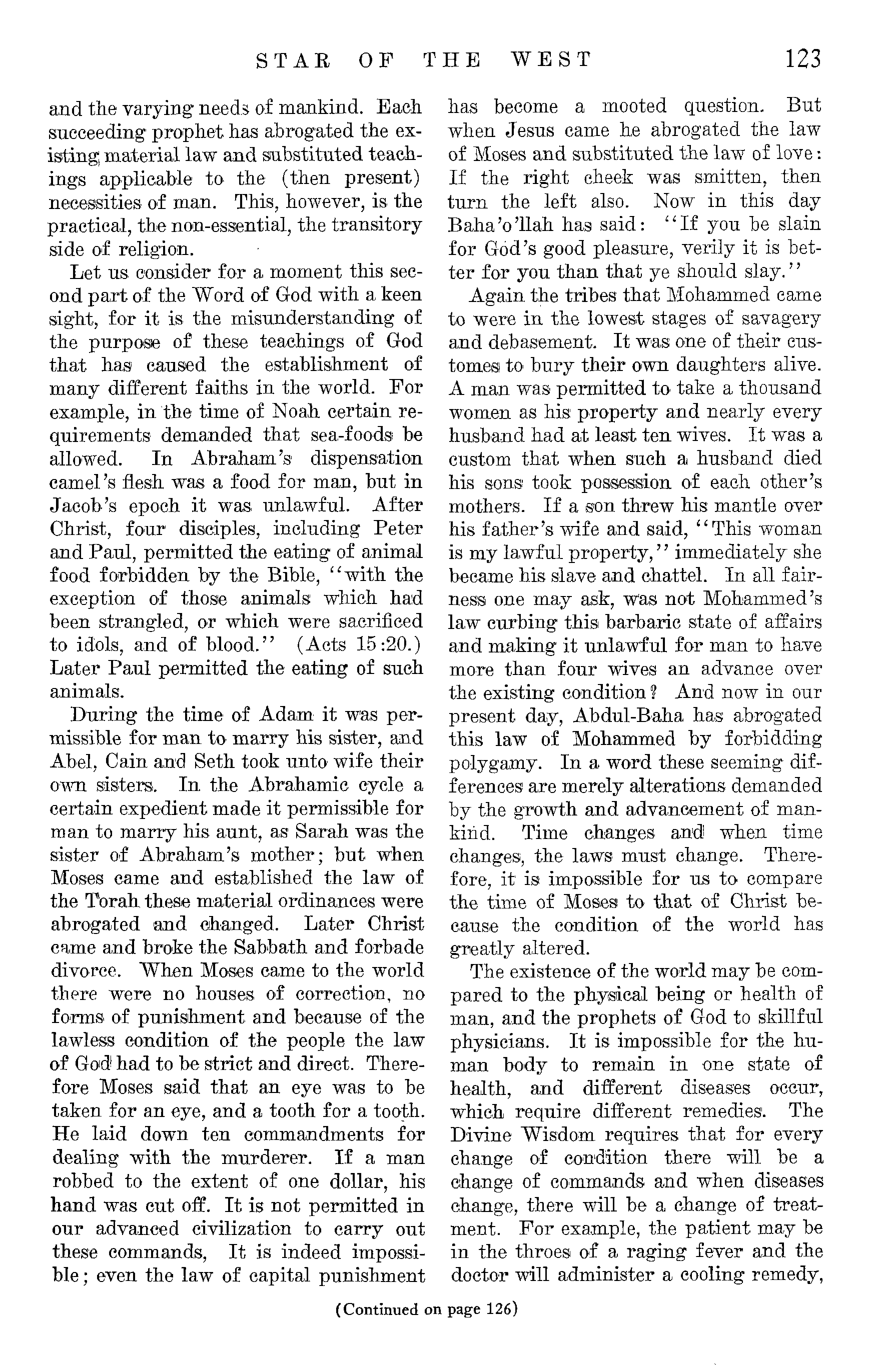 STAR OF THE WEST 123
and the varying needs of mankind. Each
succeeding prophet has abrogated the ex-
isting material law and substituted teach-
ings applicable to the (then present)
necessities of man. This, however, is the
practical, the non-essential, the transitory
side of religion.
Let us consider for a moment this sec-
ond part of the Word of God with a keen
sight, for it is the misunderstanding of
the purpose of these teachings of God
that has caused the establishment of
many different faiths in the world. For
example, in the time of Noah certain re-
quirements demanded that sea-foods be
allowed. In Abraham's dispensation
camel's flesh was a food for man, but in
Jacob's epoch it was unlawful. After
Christ, four disciples, including Peter
and Paul, permitted the eating of animal
food forbidden by the Bible, "with the
exception of those animals which had
been strangled, or which were sacrificed
to idols, and of blood." (Acts 15:20.)
Later Paul permitted the eating of such
animals.
During the time of Adam it was per-
missible for man to marry his sister, and
Abel, Cain and Seth took unto wife their
own sisters. In the Abrahamic cycle a
certain expedient made it permissible for
man to marry his aunt, as Sarah was the
sister of Abraham's mother; but when
Moses came and established the law of
the Torah these material ordinances were
abrogated and changed. Later Christ
came and broke the Sabbath and forbade
divorce. When Moses came to the world
there were no houses of correction, no
forms of punishment and because of the
lawless condition of the people the law
of God had to be strict and direct. There-
fore Moses said that an eye was to be
taken for an eye, and a tooth for a tooth.
He laid down ten commandments for
dealing with the murderer. If a man
robbed to the extent of one dollar, his
hand was cut off. It is not permitted in
our advanced civilization to carry out
these commands, It is indeed impossi-
ble; even the law of capital punishment
has become a mooted question. But
when Jesus came he abrogated the law
of Moses and substituted the law of love:
If the right cheek was smitten, then
turn the left also. Now in this day
Baha'o'llah has said: "If you be slain
for God's good pleasure, verily it is bet-
ter for you than that ye should slay."
Again the tribes that Mohammed came
to were in the lowest stages of savagery
and debasement. It was one of their cus-
tomes to bury their own daughters alive.
A man was permitted to take a thousand
women as his property and nearly every
husband had at least ten wives. It was a
custom that when such a husband died
his sons took possession of each other's
mothers. If a son threw his mantle over
his father's wife and said, "This woman
is my lawful property," immediately she
became his slave and chattel. In all fair-
ness one may ask, was not Mohammed's
law curbing this barbaric state of affairs
and making it unlawful for man to have
more than four wives an advance over
the existing condition? And now in our
present day, Abdul-Baha has abrogated
this law of Mohammed by forbidding
polygamy. In a word these seeming dif-
ferences are merely alterations demanded
by the growth and advancement of man-
kind. Time changes and when time
changes, the laws must change. There-
fore, it is impossible for us to compare
the time of Moses to that of Christ be-
cause the condition of the world has
greatly altered.
The existence of the world may be com-
pared to the physical being or health of
man, and the prophets of God to skillful
physicians. It is impossible for the hu-
man body to remain in one state of
health, and different diseases occur,
which require different remedies. The
Divine Wisdom requires that for every
change of condition there will be a
change of commands and when diseases
change, there will be a change of treat-
ment. For example, the patient may be
in the throes of a raging fever and the
doctor will administer a cooling remedy,
(Continued on page 126)